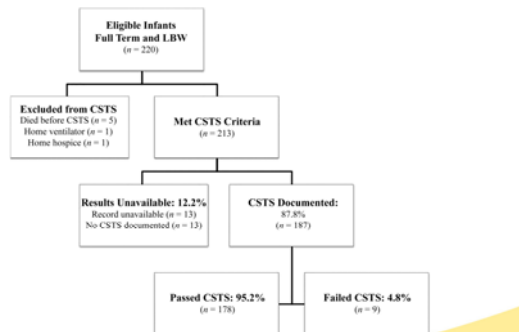 Eligible Infants
Full Term and LBW
(n = 220)
Excluded from CSTS
Died before CSTS (n = 5)
Home ventilator (n = 1)
Home hospice (n = 1)
Met CSTS Criteria
(n = 213)
Results Unavailable: 12.2%
Record unavailable (n = 13)
No CSTS documented (n = 13)
CSTS Documented:
87.8%
(n = 187)
Passed CSTS: 95.2%
(n = 178)
Failed CSTS: 4.8%
(n = 9)